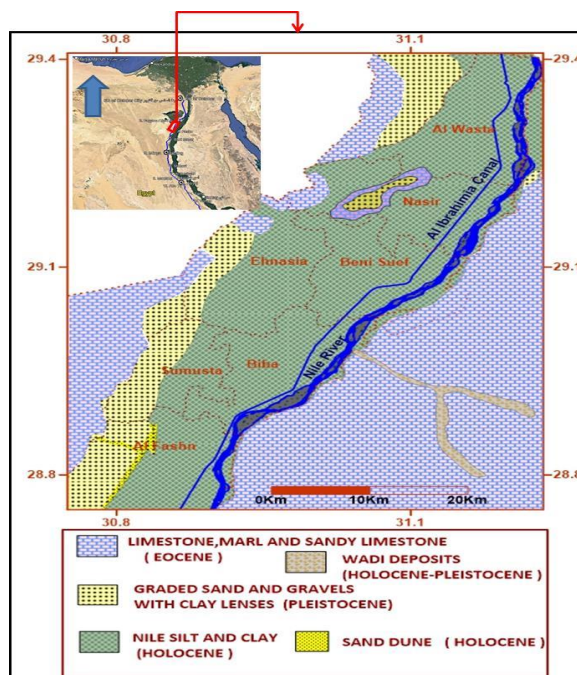 30.8
31.1
29.4
29.4
Al Wasta
Egypt
Nasir
Al Ibrahimia Canal
Ehnasia
Beni Suef
29.1
29.1
Nile River
Sumusta
Biba
Al Fashn
28.8
28.8
0Km
10Km
20Km
30.8
31.1
LIMESTONE,MARL AND SANDY LIMESTONE
( EOCENE )
WADI DEPOSITS
(HOLOCENE-PLEISTOCENE )
GRADED SAND AND GRAVELS
WITH CLAY LENSES (PLEISTOCENE)
NILE SILT AND CLAY
(HOLOCENE )
SAND DUNE ( HOLOCENE )